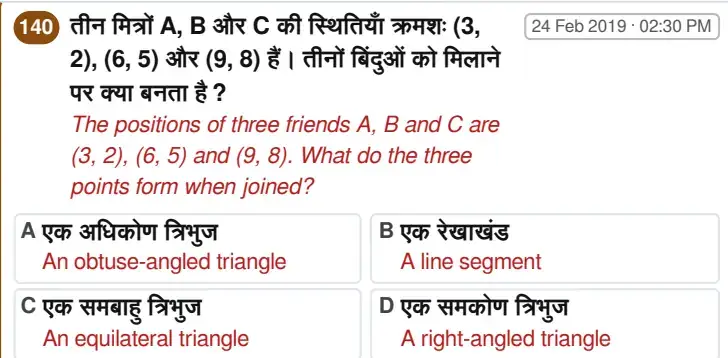 140 तीन मित्रों A, B और C की स्थितियाँ क्रमशः (3,
24 Feb 2019 · 02:30 PM
2), (6, 5) और (9, 8) हैं। तीनों बिंदुओं को मिलाने
पर क्या बनता है ?
The positions of three friends A, B and C are
(3, 2), (6, 5) and (9, 8). What do the three
points form when joined?
A एक अधिकोण त्रिभुज
An obtuse-angled triangle
B एक रेखाखंड
A line segment
C एक समबाहु त्रिभुज
An equilateral triangle
D एक समकोण त्रिभुज
A right-angled triangle